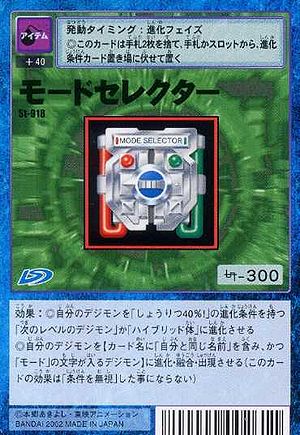 アイテム
+40
発動タイミング：進化フェイズ
◎このカードは手札2枚を捨て、手札かスロットから、進化
条件カード置き場に伏せて置く
モードセレクター
St-918
MODE SELECTOR
-300
効果：◎自分のデジモンを「しょうりつ40%！」の進化条件を持つ
「次のレベルのデジモン」か「ハイブリッド体」に進化させる
◎自分のデジモンを【カード名に「自分と同じ名前」を含み、かつ
「モード」の文字が入るデジモン】に進化・融合・出現させる（このカー
ドの効果は「条件を無視」した事にならない）
©本郷あきよし・東映アニメーション
BANDAI 2002 MADE IN JAPAN